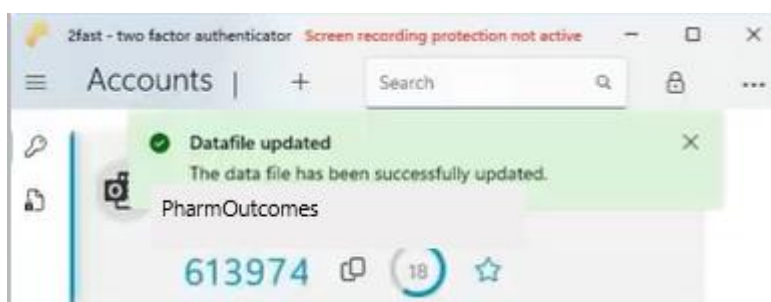 2fast - two factor authenticator Screen recording protection not active
Accounts | + Search
Datafile updated
The data file has been successfully updated.
PharmOutcomes
613974 18